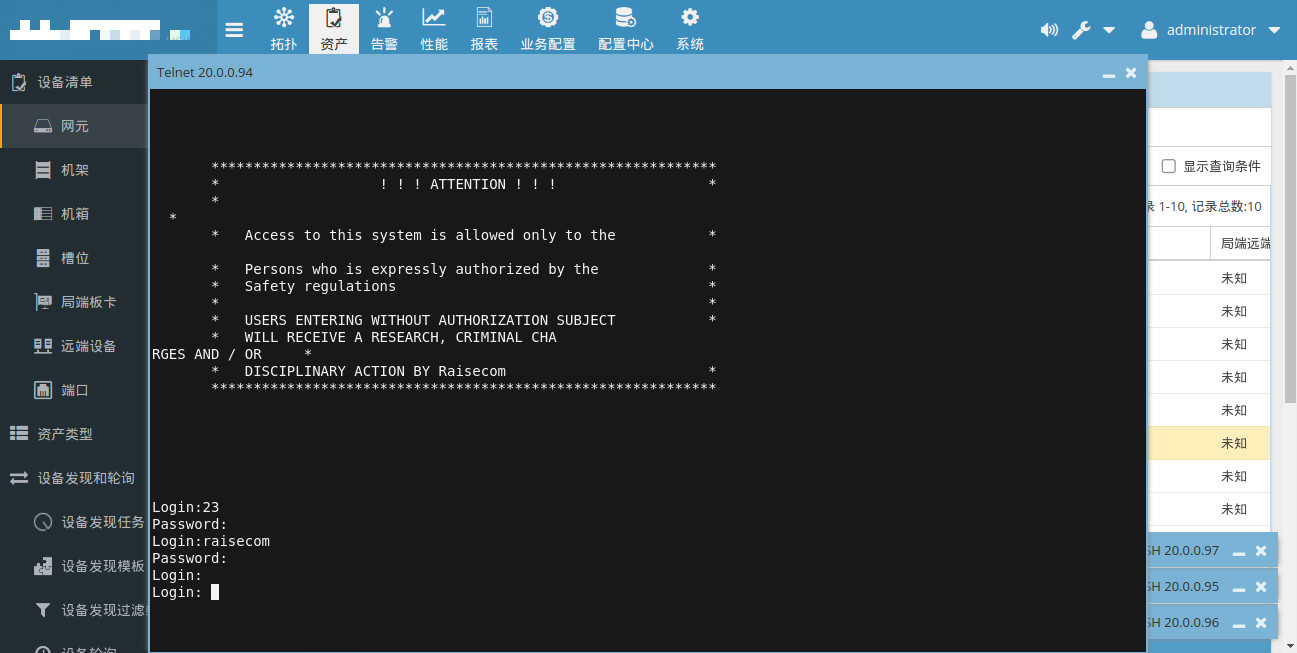 拓扑 资产 告警 性能 报表 业务配置 配置中心 系统 administrator
设备清单
网元
机架
机箱
槽位
局端板卡
远端设备
端口
资产类型
设备发现和轮询
设备发现任务
设备发现模板
设备发现过滤
设备轮询
Telnet 20.0.0.94
************************************************************
* ! ! ! ATTENTION ! ! ! *
*
*
* Access to this system is allowed only to the *
* Persons who is expressly authorized by the *
* Safety regulations *
* *
* USERS ENTERING WITHOUT AUTHORIZATION SUBJECT *
* WILL RECEIVE A RESEARCH, CRIMINAL CHA
RGES AND / OR *
* DISCIPLINARY ACTION BY Raisecom *
************************************************************
Login:23
Password:
Login:raisecom
Password:
Login:
Login:
显示查询条件
录 1-10, 记录总数:10
局端远端
未知
未知
未知
未知
未知
未知
未知
未知
SH 20.0.0.97
SH 20.0.0.95
SH 20.0.0.96